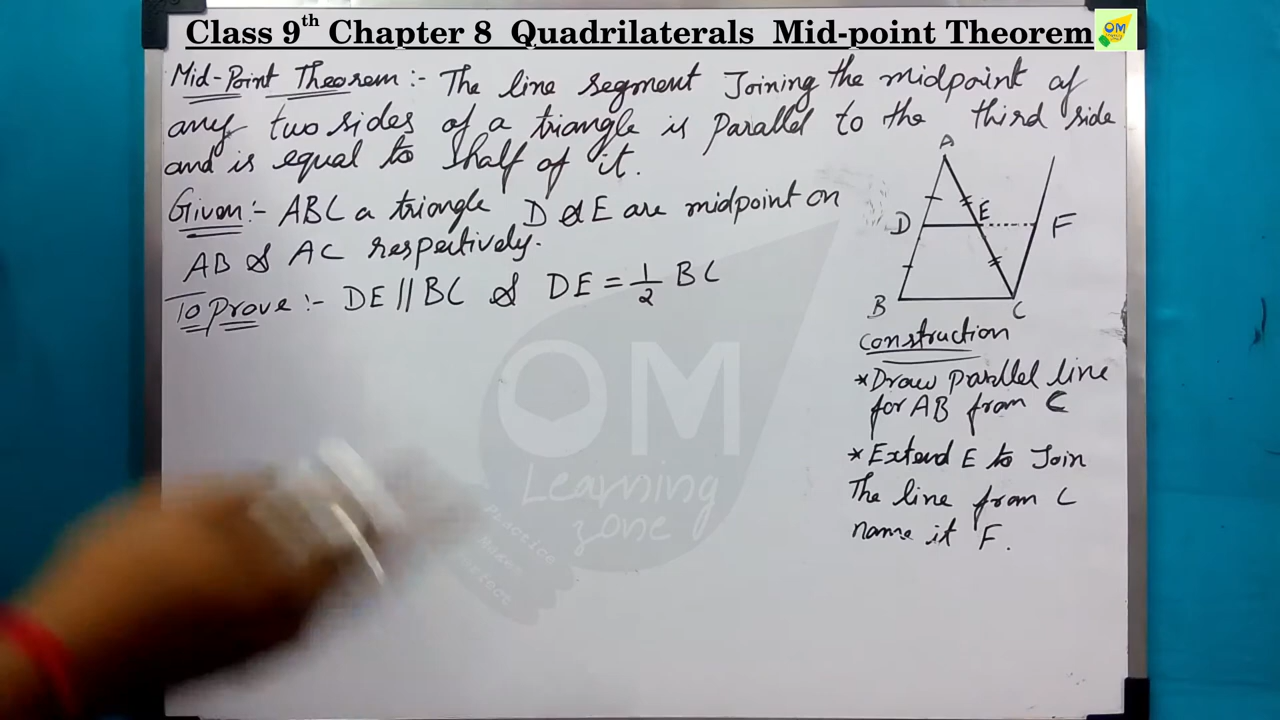 Class 9th Chapter 8 Quadrilaterals Mid-point Theorem
OM
Mid-Point Theorem :- The line segment Joining the midpoint of
any two sides of a triangle is Parallel to the third side
and is equal to half of it.
Given :- ABC a triangle D & E are midpoint on
AB & AC respectively.
To Prove :- DE || BC & DE = 1/2 BC
A
D E F
B C
Construction
* Draw parallel line
for AB from C
* Extend E to Join
The line from C
name it F.
OM
Learning
zone
Practice